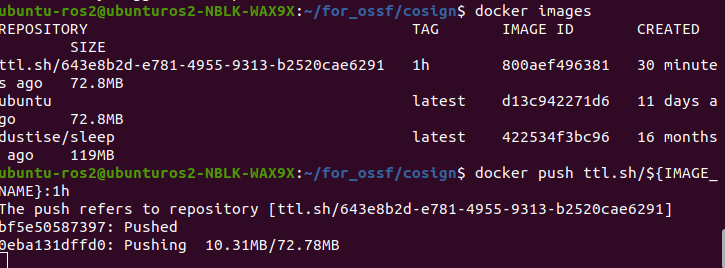 ubuntu-ros2@ubunturos2-NBLK-WAX9X:~/for_ossf/cosign$ docker images
REPOSITORY TAG IMAGE ID CREATED
SIZE
ttl.sh/643e8b2d-e781-4955-9313-b2520cae6291 1h 800aef496381 30 minute
s ago 72.8MB
ubuntu latest d13c942271d6 11 days a
go 72.8MB
dustise/sleep latest 422534f3bc96 16 months
ago 119MB
ubuntu-ros2@ubunturos2-NBLK-WAX9X:~/for_ossf/cosign$ docker push ttl.sh/${IMAGE_
NAME}:1h
The push refers to repository [ttl.sh/643e8b2d-e781-4955-9313-b2520cae6291]
bf5e50587397: Pushed
0eba131dffd0: Pushing 10.31MB/72.78MB